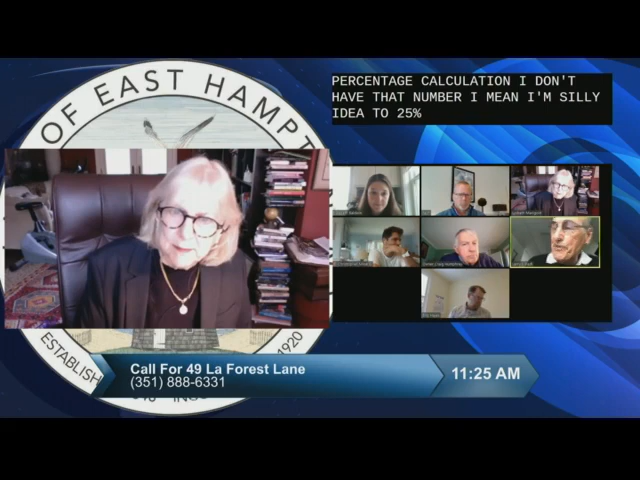 OF EAST HAMPT
PERCENTAGE CALCULATION I DON'T
HAVE THAT NUMBER I MEAN I'M SILLY
IDEA TO 25%
ESTABLISH
1920
Call For 49 La Forest Lane
(351) 888-6331
11:25 AM